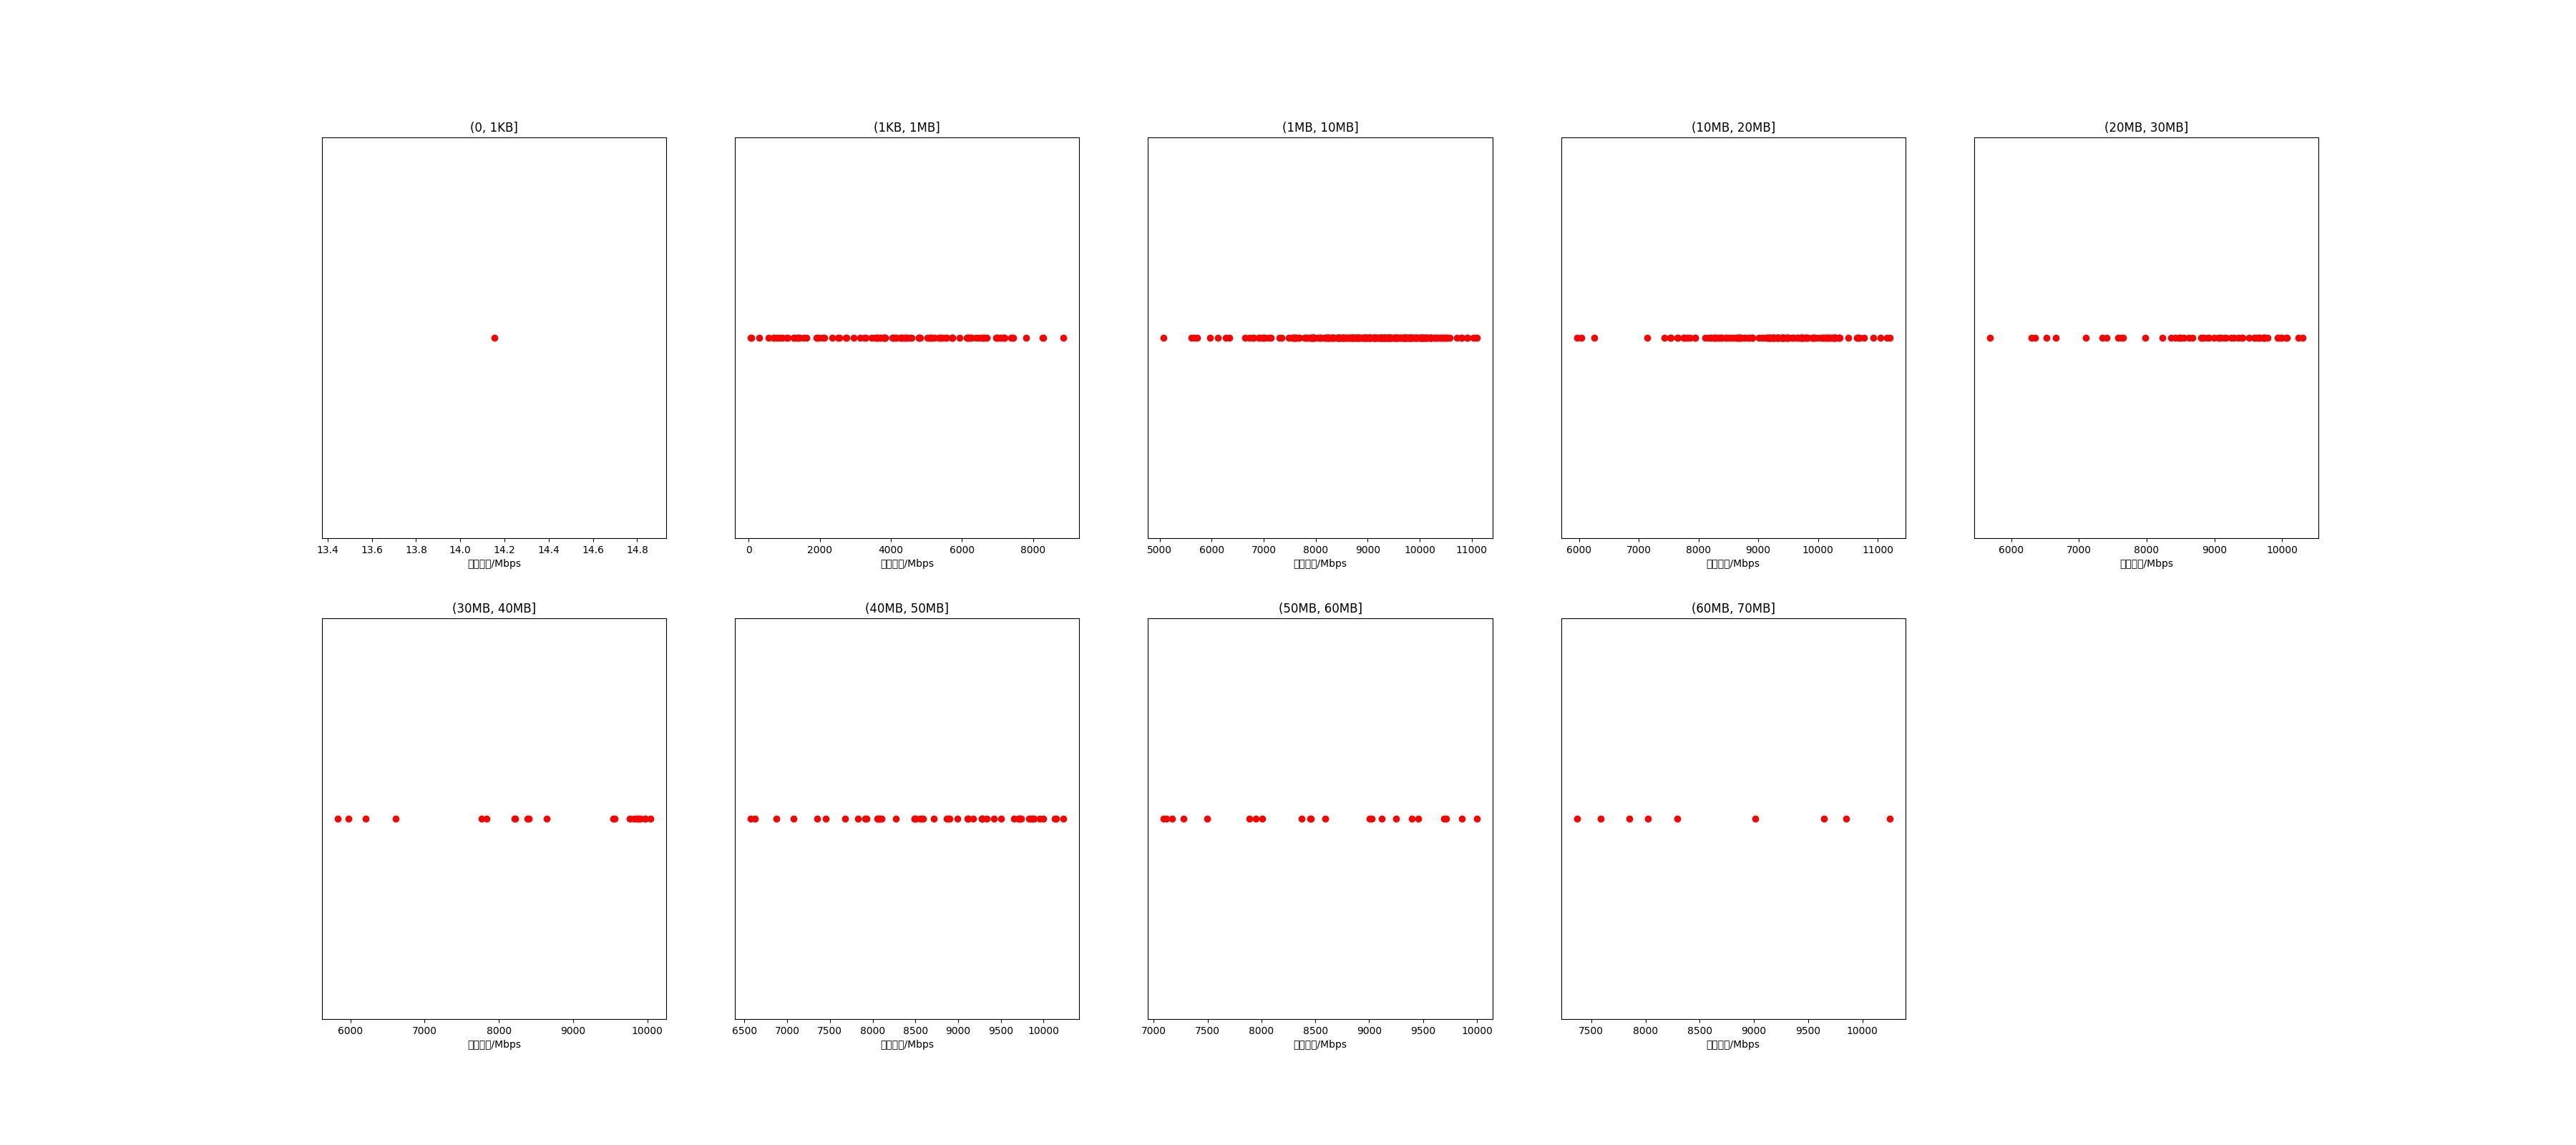 (0, 1KB]
13.4 13.6 13.8 14.0 14.2 14.4 14.6 14.8
□□□□/Mbps
(1KB, 1MB]
0 2000 4000 6000 8000
□□□□/Mbps
(1MB, 10MB]
5000 6000 7000 8000 9000 10000 11000
□□□□/Mbps
(10MB, 20MB]
6000 7000 8000 9000 10000 11000
□□□□/Mbps
(20MB, 30MB]
6000 7000 8000 9000 10000
□□□□/Mbps
(30MB, 40MB]
6000 7000 8000 9000 10000
□□□□/Mbps
(40MB, 50MB]
6500 7000 7500 8000 8500 9000 9500 10000
□□□□/Mbps
(50MB, 60MB]
7000 7500 8000 8500 9000 9500 10000
□□□□/Mbps
(60MB, 70MB]
7500 8000 8500 9000 9500 10000
□□□□/Mbps